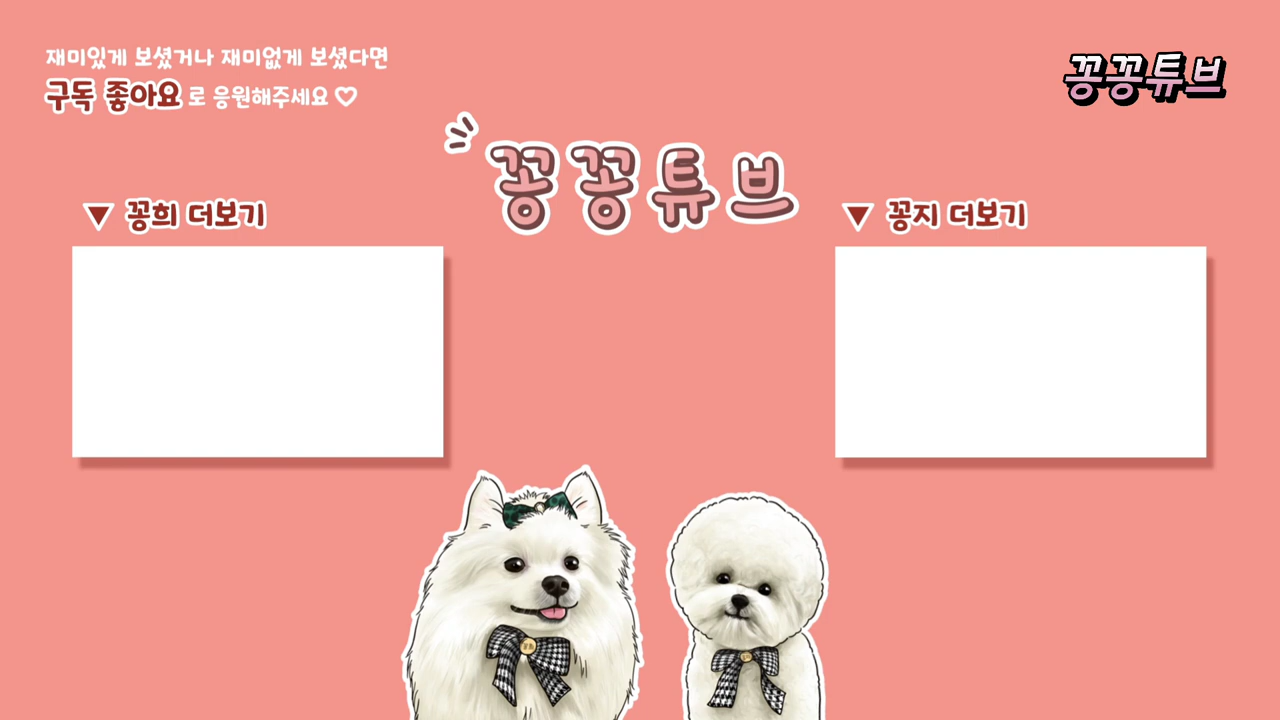 재미있게 보셨거나 재미없게 보셨다면
구독 좋아요 로 응원해주세요 ♡
꽁꽁튜브
꽁꽁튜브
▼ 꽁희 더보기
▼ 꽁지 더보기